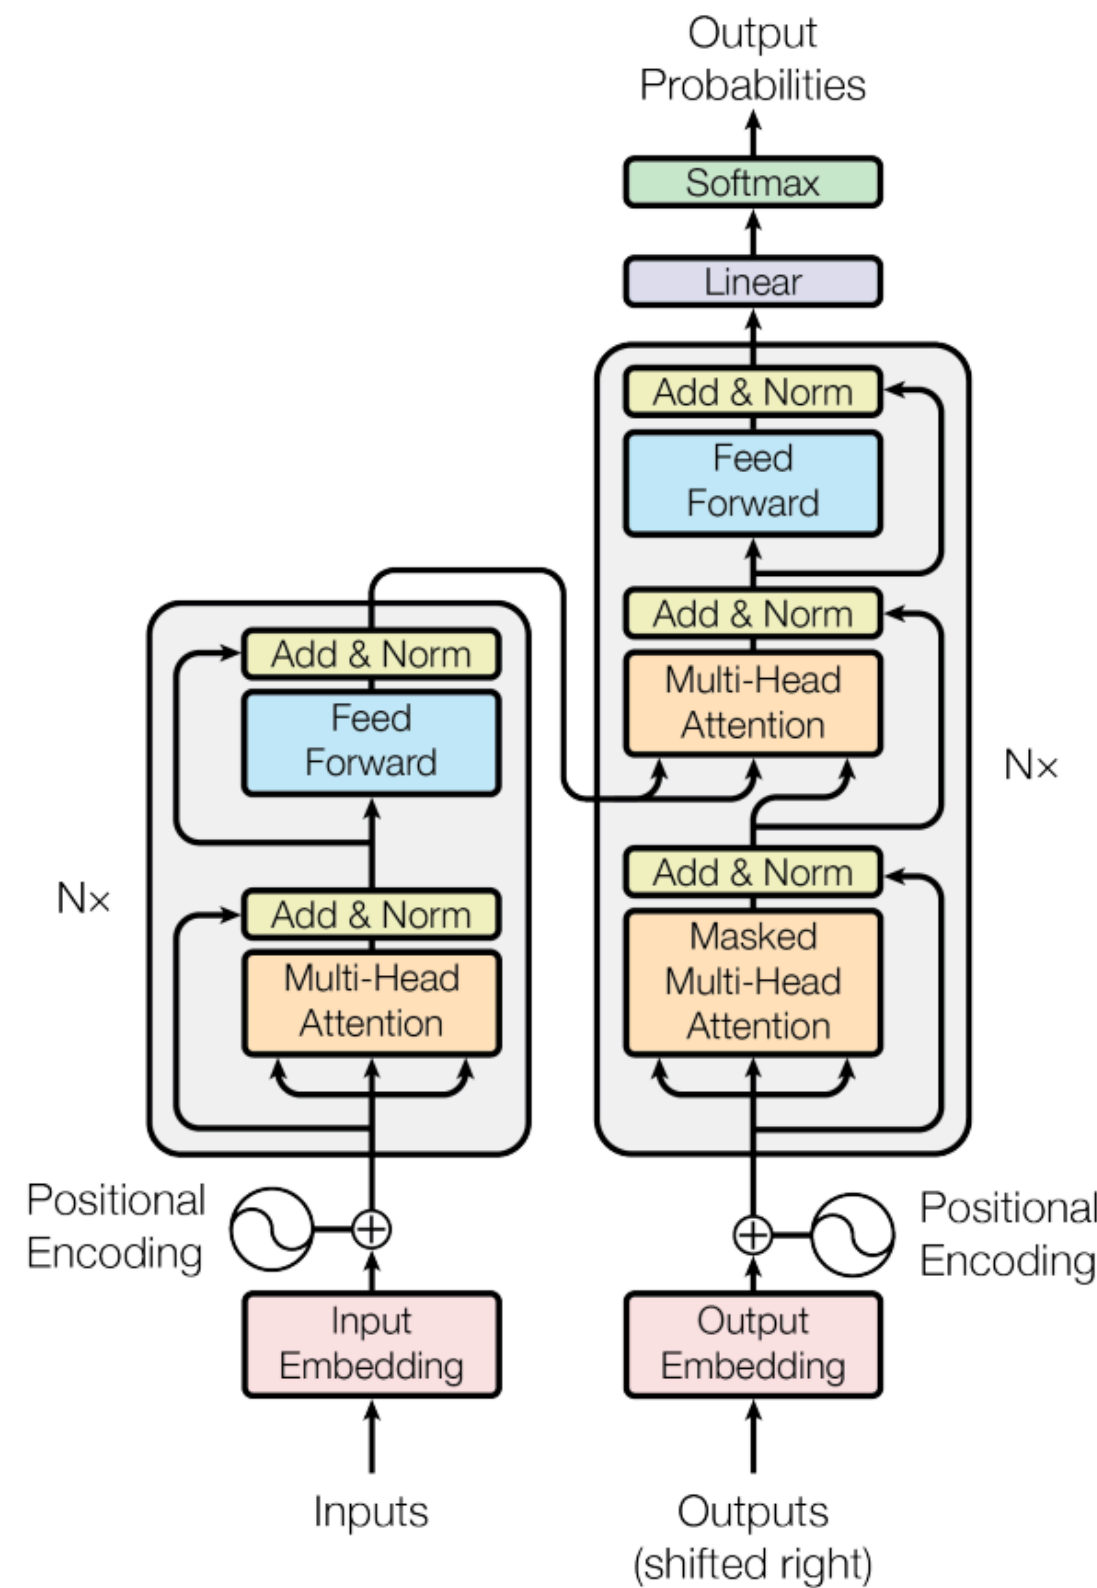 Output
Probabilities
Softmax
Linear
Add & Norm
Feed
Forward
Add & Norm
Multi-Head
Attention
Nx
Add & Norm
Masked
Multi-Head
Attention
Add & Norm
Feed
Forward
Nx
Add & Norm
Multi-Head
Attention
Positional
Encoding
Positional
Encoding
Input
Embedding
Output
Embedding
Inputs
Outputs
(shifted right)